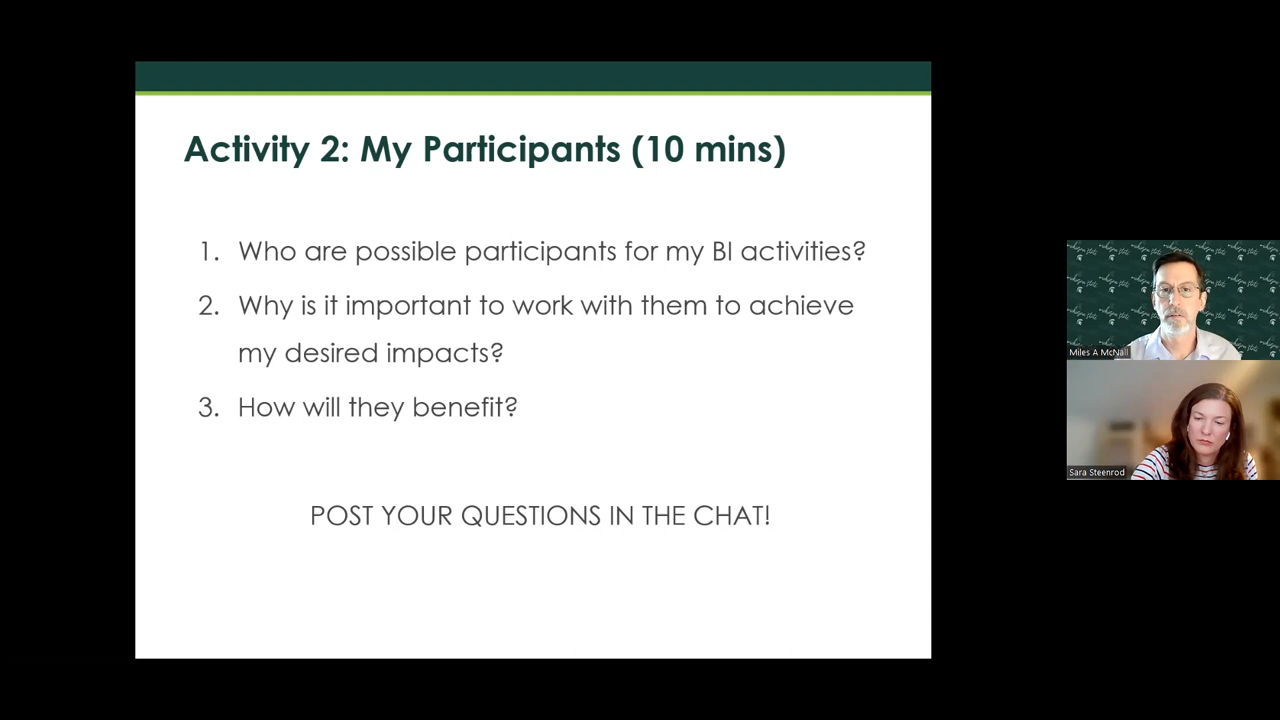 Activity 2: My Participants (10 mins)
1. Who are possible participants for my BI activities?
2. Why is it important to work with them to achieve
my desired impacts?
3. How will they benefit?
POST YOUR QUESTIONS IN THE CHAT!
Miles A McNall
Sara Steenrod